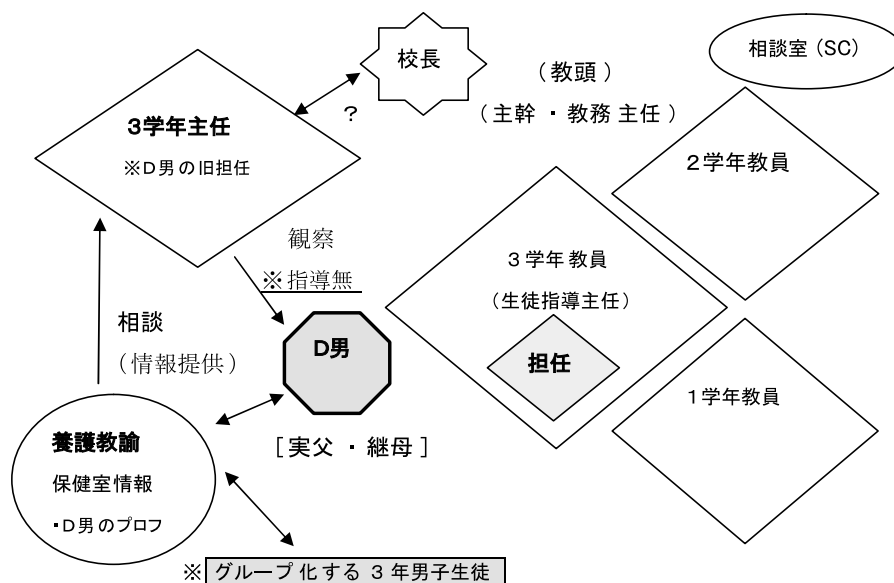 校長
?
(教頭)
(主幹・教務主任)
相談室(SC)
3学年主任
※D男の旧担任
2学年教員
観察
※指導無
3学年教員
(生徒指導主任)
担任
1学年教員
相談
(情報提供)
D男
[実父・継母]
養護教諭
保健室情報
・D男のプロフ
※グループ化する3年男子生徒